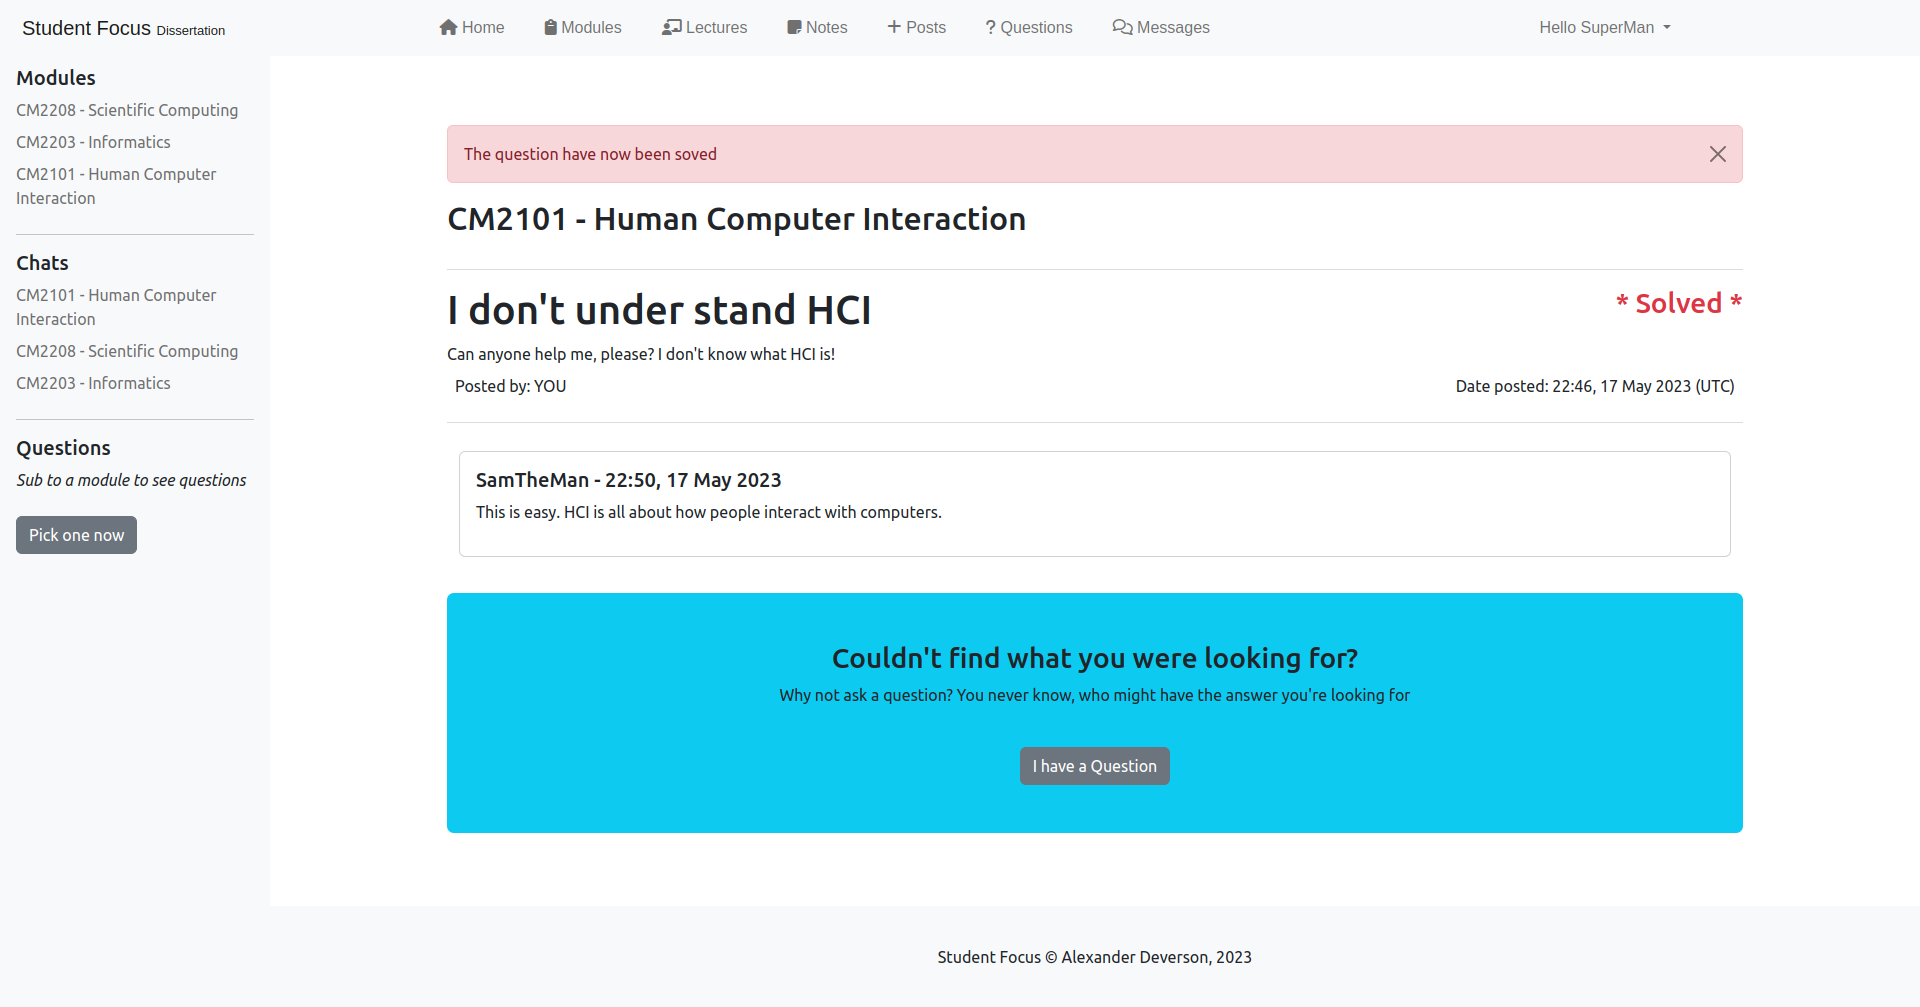 Student Focus Dissertation
Home Modules Lectures Notes + Posts ? Questions Messages
Hello SuperMan
Modules
CM2208 - Scientific Computing
CM2203 - Informatics
CM2101 - Human Computer
Interaction
Chats
CM2101 - Human Computer
Interaction
CM2208 - Scientific Computing
CM2203 - Informatics
Questions
Sub to a module to see questions
Pick one now
The question have now been soved
CM2101 - Human Computer Interaction
I don't under stand HCI
* Solved *
Can anyone help me, please? I don't know what HCI is!
Posted by: YOU
Date posted: 22:46, 17 May 2023 (UTC)
SamTheMan - 22:50, 17 May 2023
This is easy. HCI is all about how people interact with computers.
Couldn't find what you were looking for?
Why not ask a question? You never know, who might have the answer you're looking for
I have a Question
Student Focus © Alexander Deverson, 2023